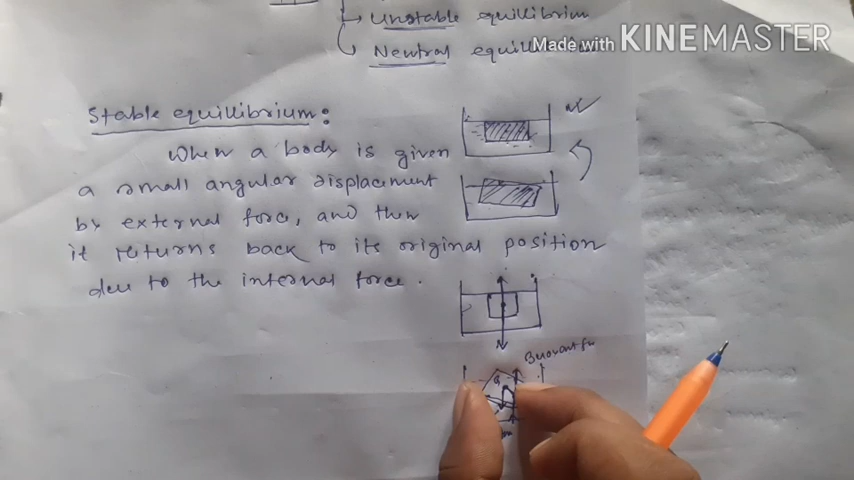 Unstable equilibrium
Neutral
Made with KINEMASTER
Stable equilibrium:
When a body is given
a small angular displacement
by external force, and then
it returns back to its original position
due to the internal force.
Buoyant
G